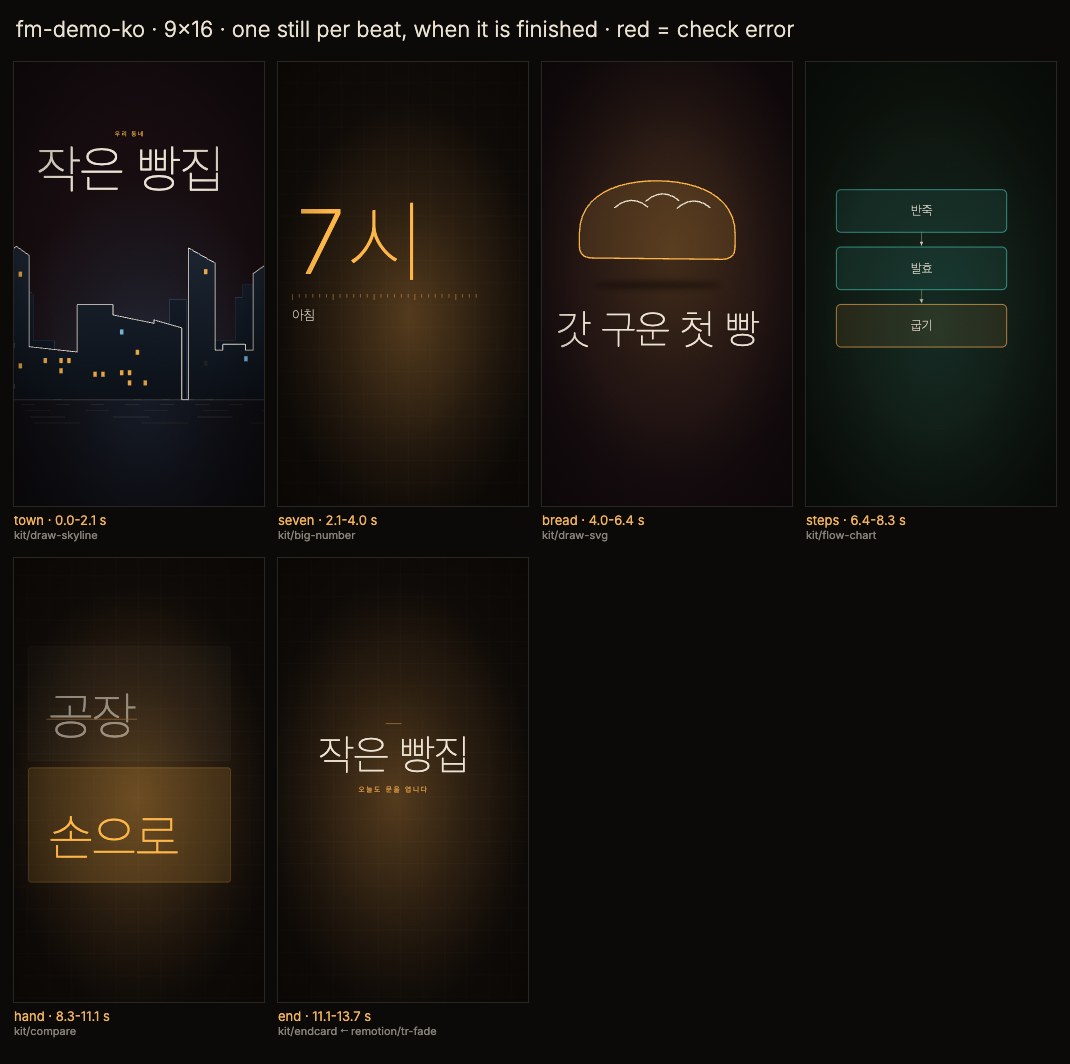 fm-demo-ko · 9×16 · one still per beat, when it is finished · red = check error
우리 동네
작은 빵집
town · 0.0-2.1 s
kit/draw-skyline
7시
아침
seven · 2.1-4.0 s
kit/big-number
갓 구운 첫 빵
bread · 4.0-6.4 s
kit/draw-svg
반죽
발효
굽기
steps · 6.4-8.3 s
kit/flow-chart
공장
손으로
hand · 8.3-11.1 s
kit/compare
작은 빵집
오늘도 문을 엽니다
end · 11.1-13.7 s
kit/endcard ← remotion/tr-fade